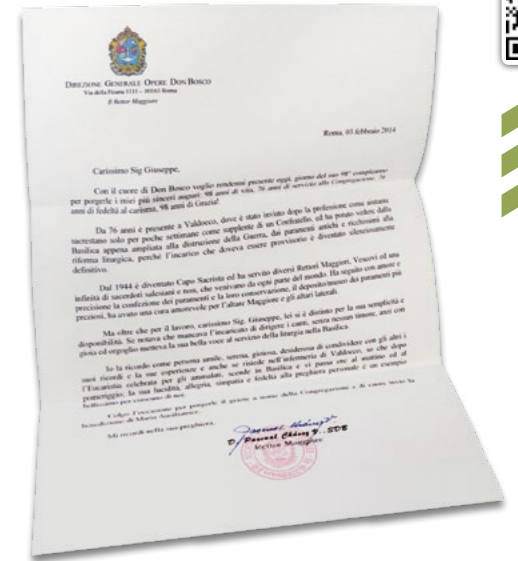 DIREZIONE GENERALE OPERE DON BOSCO
Via della Pisana 1111 - 00163 Roma
Il Rettor Maggiore
Roma, 03 febbraio 2014
Carissimo Sig Giuseppe,
Con il cuore di Don Bosco voglio rendermi presente oggi, giorno del suo 98° compleanno
per porgerle i miei più sinceri auguri: 98 anni di vita, 76 anni di servizio alla Congregazione, 76
anni di fedeltà al carisma, 98 anni di Grazia!
Da 76 anni è presente a Valdocco, dove è stato inviato dopo la professione come aiutante
sacrestano solo per poche settimane come supplente di un Confratello, ed ha potuto vedere dalla
Basilica appena ampliata alla distruzione della Guerra, dai paramenti antichi e ricchissimi alla
riforma liturgica, perché l'incarico che doveva essere provvisorio è diventato silenziosamente
definitivo.
Dal 1944 è diventato Capo Sacrista ed ha servito diversi Rettori Maggiori, Vescovi ed una
infinità di sacerdoti salesiani e non, che venivano da ogni parte del mondo. Ha seguito con amore e
precisione la confezione dei paramenti e la loro conservazione, il deposito/museo dei paramenti più
preziosi, ha avuto una cura amorevole per l'altare Maggiore e gli altari laterali.
Ma oltre che per il lavoro, carissimo Sig. Giuseppe, lei si è distinto per la sua semplicità e
disponibilità. Se notava che mancava l'incaricato di dirigere i canti, senza nessun timore, anzi con
gioia ed orgoglio metteva la sua bella voce al servizio della liturgia nella Basilica.
Io la ricordo come persona umile, serena, gioiosa, desiderosa di condividere con gli altri i
suoi ricordi e la sue esperienze e anche se risiede nell'infermeria di Valdocco, so che dopo
l'Eucaristia celebrata per gli ammalati, scende in Basilica e vi passa ore al mattino ed al
pomeriggio; la sua lucidità, allegria, simpatia e fedeltà alla preghiera personale è un esempio
bellissimo per ciascuno di noi.
Colgo l'occasione per porgerle il grazie a nome della Congregazione e di cuore invio la
benedizione di Maria Ausiliatrice.
Mi ricordi nella sua preghiera,
D. Pascual Chávez V., SDB
Rettor Maggiore